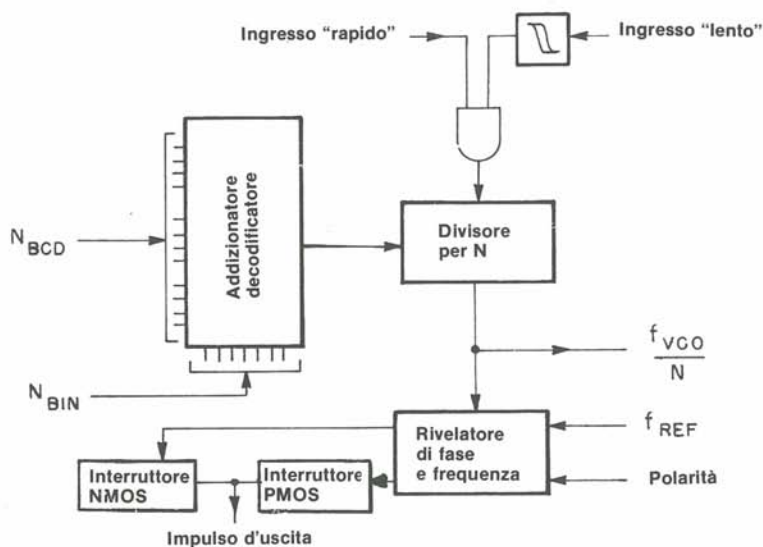 Ingresso “rapido”
Ingresso “lento”
Addizionatore
decodificatore
N BCD
Divisore
per N
N BIN
f VCO
N
Rivelatore
di fase
e frequenza
f REF
Polarità
Interruttore
NMOS
Interruttore
PMOS
Impulso d'uscita